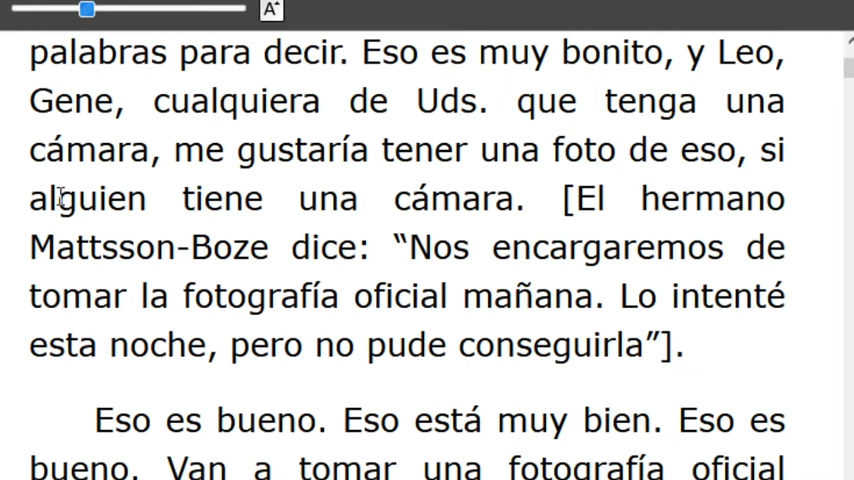 A
palabras para decir. Eso es muy bonito, y Leo,
Gene, cualquiera de Uds. que tenga una
cámara, me gustaría tener una foto de eso, si
alguien tiene una cámara. [El hermano
Mattsson-Boze dice: “Nos encargaremos de
tomar la fotografía oficial mañana. Lo intenté
esta noche, pero no pude conseguirla”].
Eso es bueno. Eso está muy bien. Eso es
bueno. Van a tomar una fotografía oficial